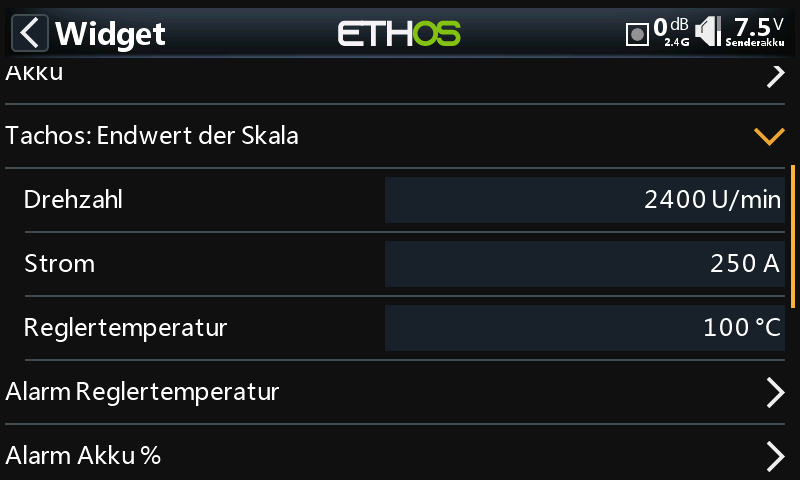 Widget
ETHOS
0 dB
2.4G
7.5V
Senderakku
Akku
Tachos: Endwert der Skala
Drehzahl
2400 U/min
Strom
250 A
Reglertemperatur
100 °C
Alarm Reglertemperatur
Alarm Akku %